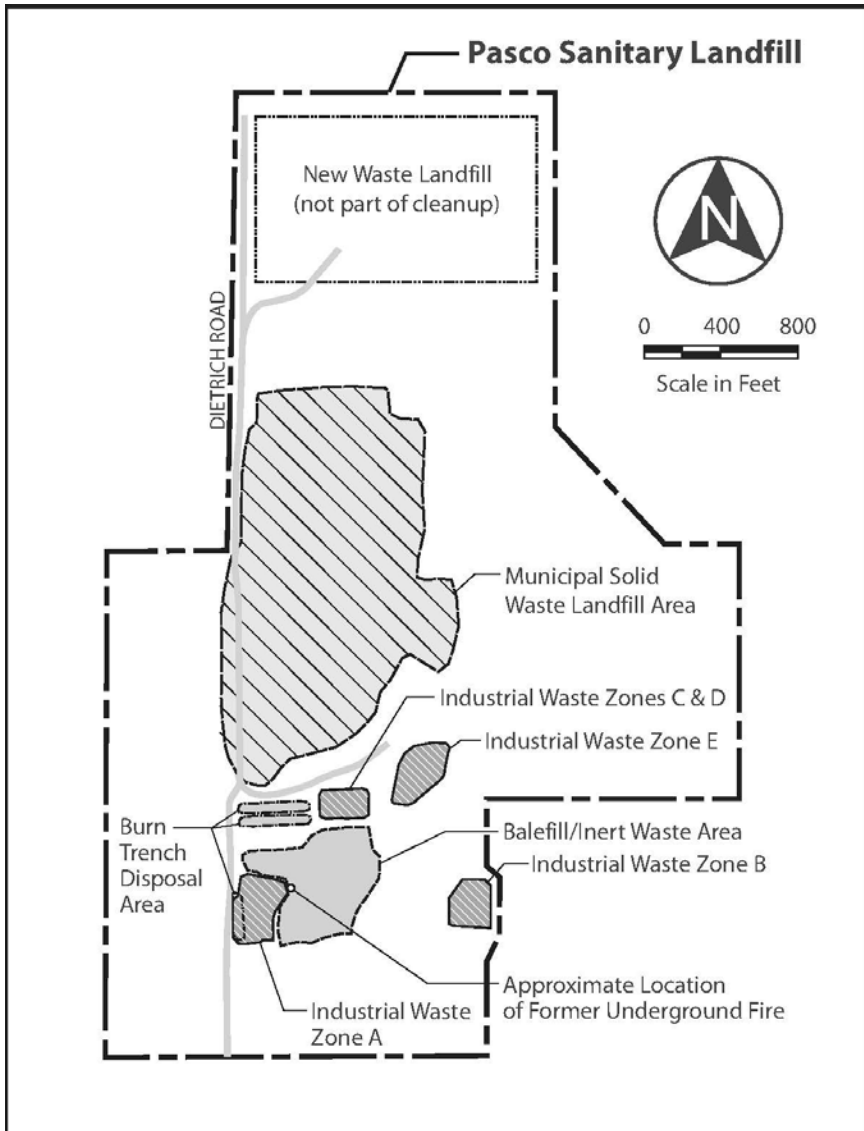 Pasco Sanitary Landfill
New Waste Landfill
(not part of cleanup)
N
0 400 800
Scale in Feet
DIETRICH ROAD
Municipal Solid
Waste Landfill Area
Industrial Waste Zones C & D
Industrial Waste Zone E
Burn
Trench
Disposal
Area
Balefill/Inert Waste Area
Industrial Waste Zone B
Approximate Location
of Former Underground Fire
Industrial Waste
Zone A